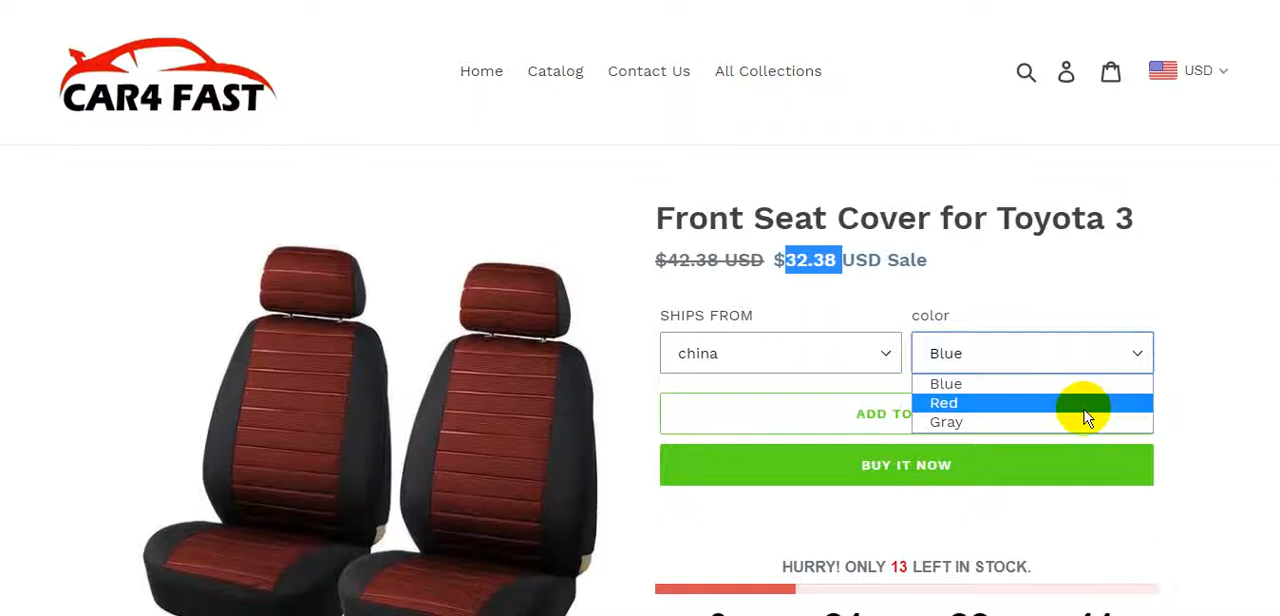 CAR4 FAST
Home Catalog Contact Us All Collections
USD
Front Seat Cover for Toyota 3
$42.38 USD $32.38 USD Sale
SHIPS FROM color
china Blue
Blue
Red
Gray
ADD TO
BUY IT NOW
HURRY! ONLY 13 LEFT IN STOCK.